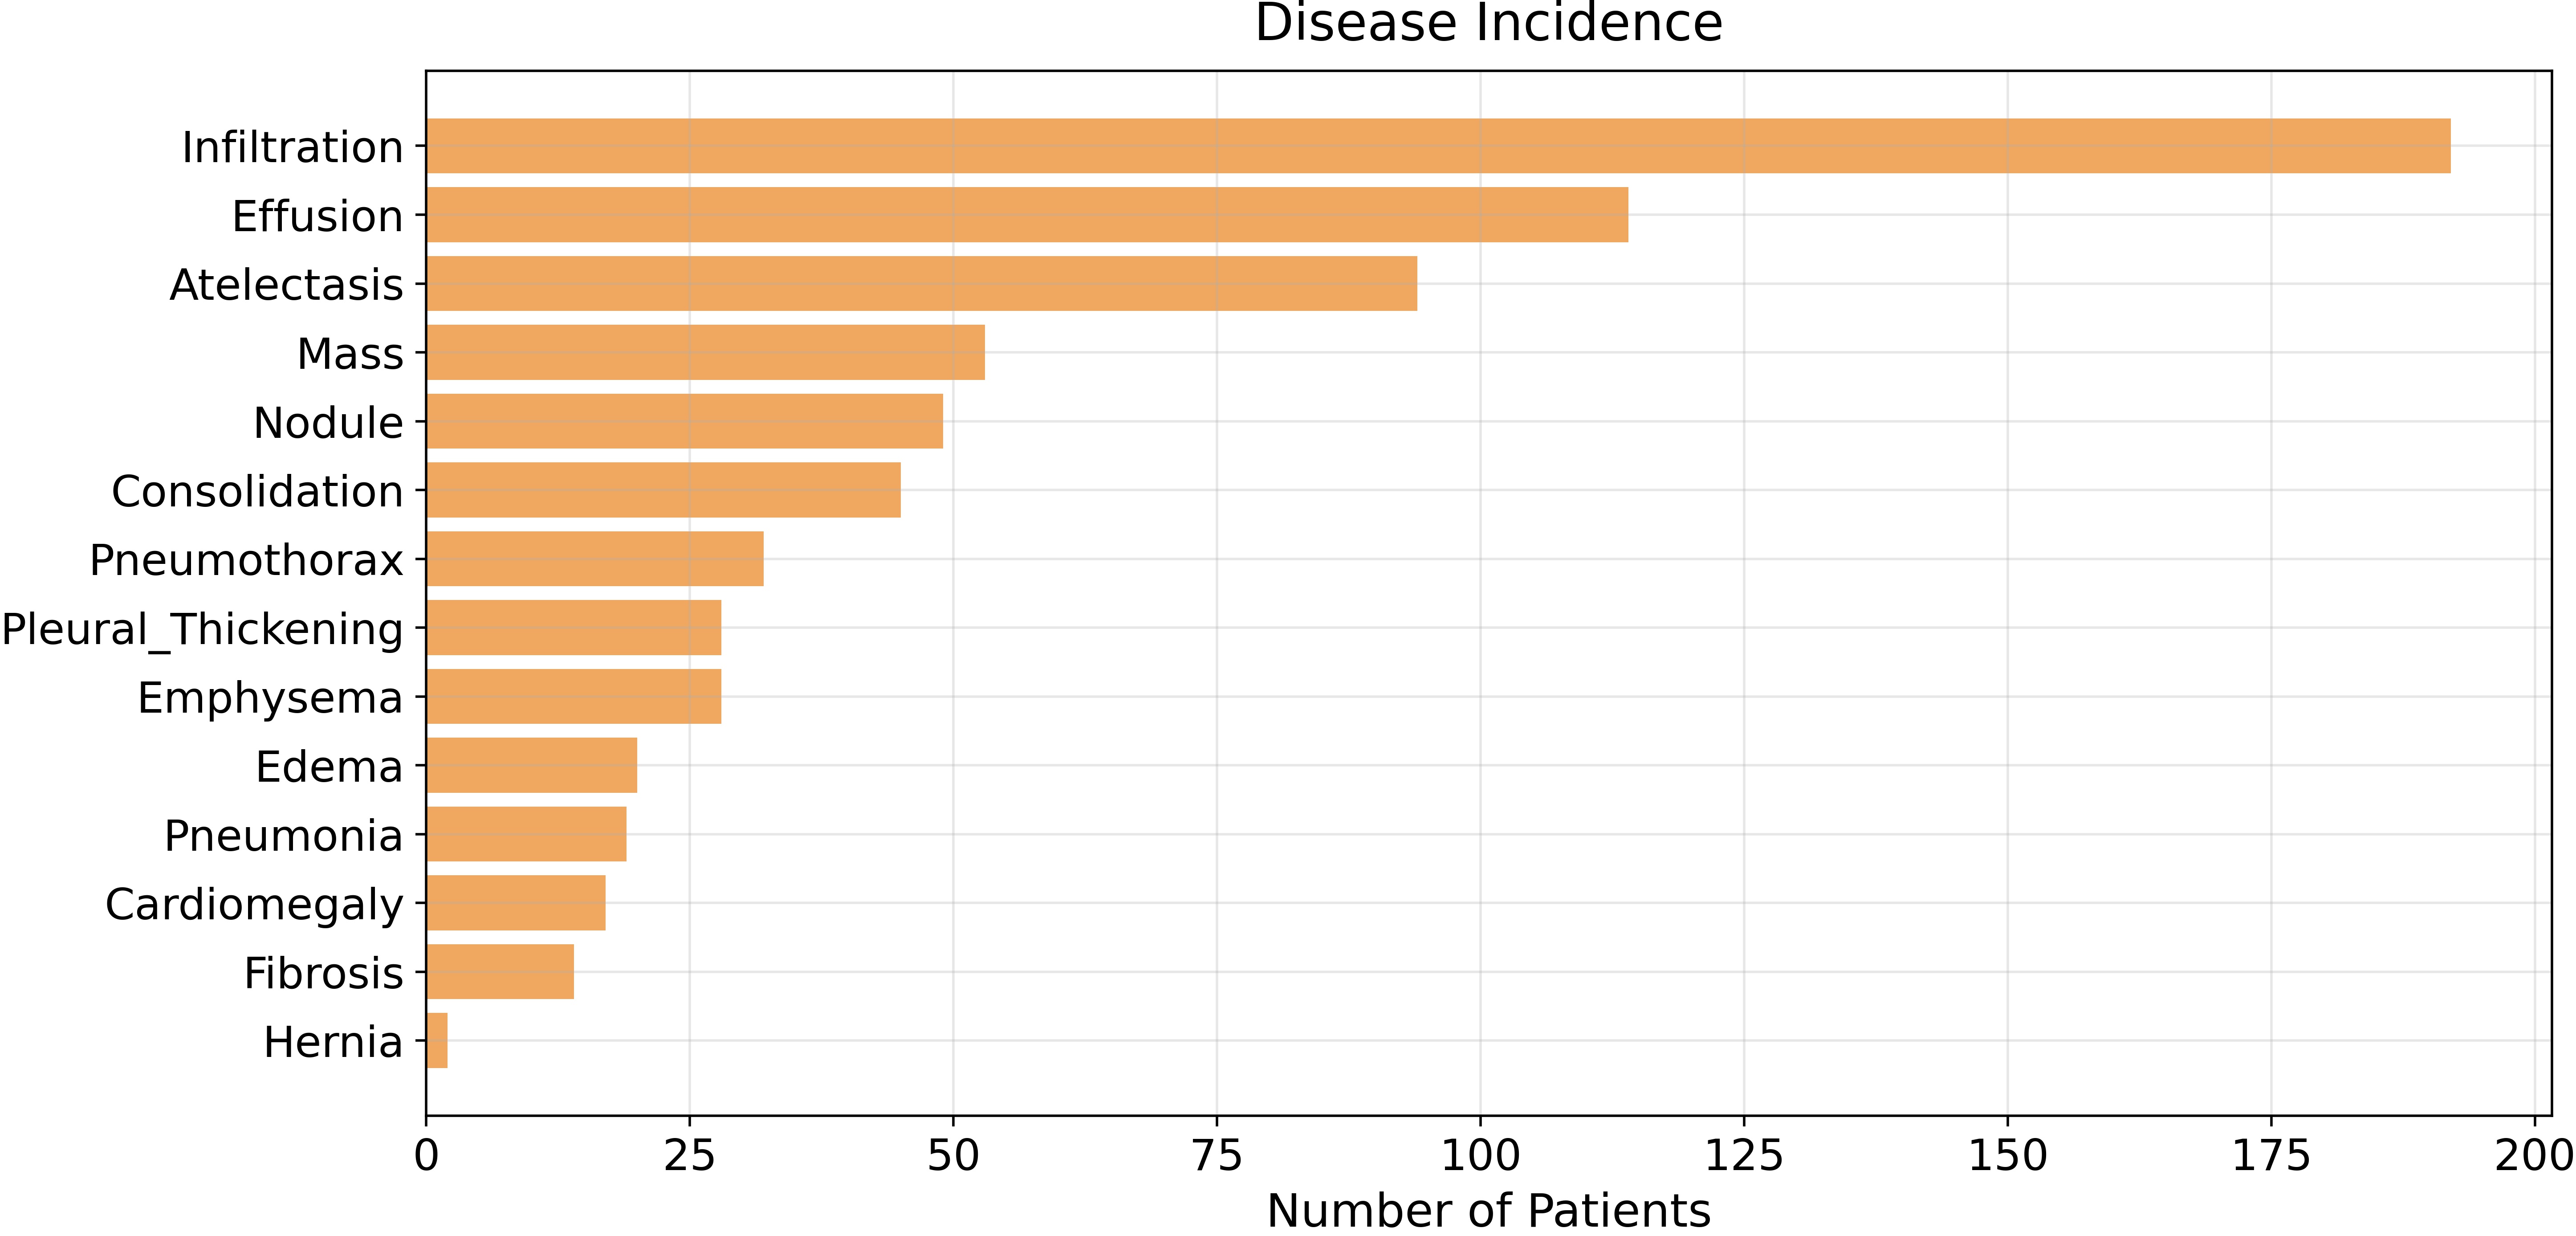 Disease Incidence
Infiltration
Effusion
Atelectasis
Mass
Nodule
Consolidation
Pneumothorax
Pleural_Thickening
Emphysema
Edema
Pneumonia
Cardiomegaly
Fibrosis
Hernia
0 25 50 75 100 125 150 175 200
Number of Patients